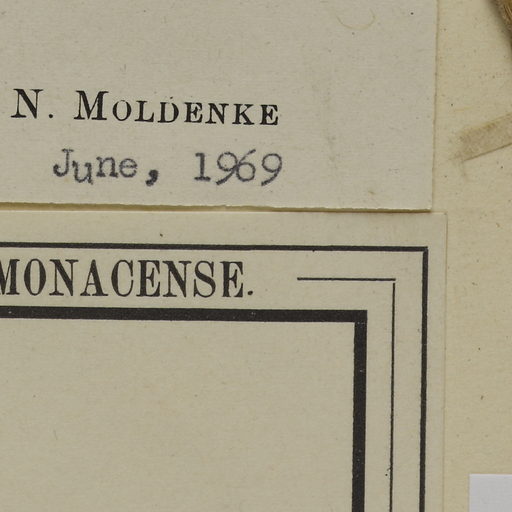 N. MOLDENKE
June, 1969
MONACENSE.